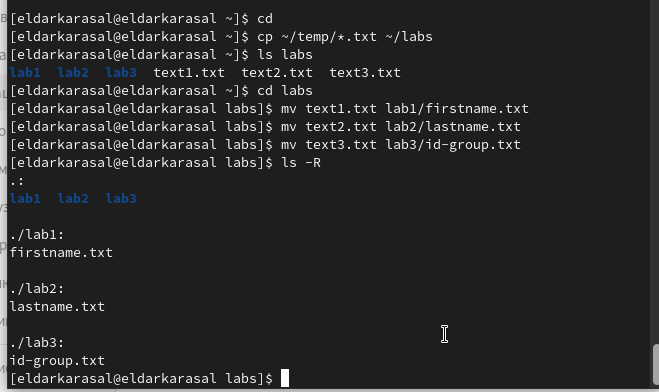 [eldarkarasal@eldarkarasal ~]$ cd
[eldarkarasal@eldarkarasal ~]$ cp ~/temp/*.txt ~/labs
[eldarkarasal@eldarkarasal ~]$ ls labs
lab1  lab2  lab3  text1.txt  text2.txt  text3.txt
[eldarkarasal@eldarkarasal ~]$ cd labs
[eldarkarasal@eldarkarasal labs]$ mv text1.txt lab1/firstname.txt
[eldarkarasal@eldarkarasal labs]$ mv text2.txt lab2/lastname.txt
[eldarkarasal@eldarkarasal labs]$ mv text3.txt lab3/id-group.txt
[eldarkarasal@eldarkarasal labs]$ ls -R
.:
lab1  lab2  lab3
./lab1:
firstname.txt
./lab2:
lastname.txt
./lab3:
id-group.txt
[eldarkarasal@eldarkarasal labs]$